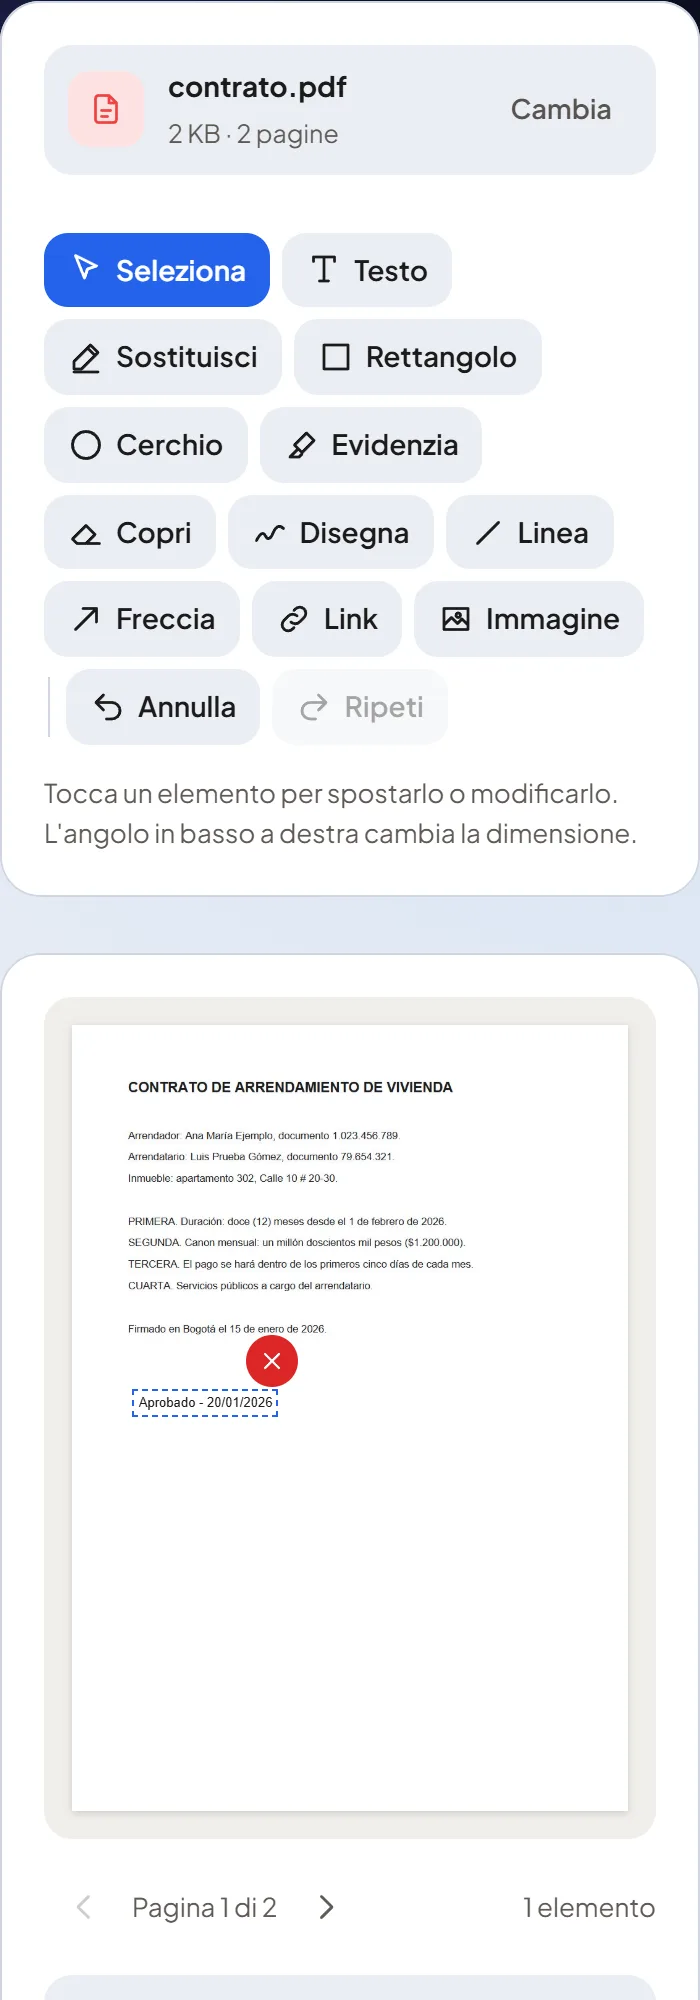 contrato.pdf
2 KB · 2 pagine
Cambia
Seleziona
Testo
Sostituisci
Rettangolo
Cerchio
Evidenzia
Copri
Disegna
Linea
Freccia
Link
Immagine
Annulla
Ripeti
Tocca un elemento per spostarlo o modificarlo.
L'angolo in basso a destra cambia la dimensione.
CONTRATO DE ARRENDAMIENTO DE VIVIENDA
Arrendador: Ana María Ejemplo, documento 1.023.456.789.
Arrendatario: Luis Prueba Gómez, documento 79.654.321.
Inmueble: apartamento 302, Calle 10 # 20-30.
PRIMERA. Duración: doce (12) meses desde el 1 de febrero de 2026.
SEGUNDA. Canon mensual: un millón doscientos mil pesos ($1.200.000).
TERCERA. El pago se hará dentro de los primeros cinco días de cada mes.
CUARTA. Servicios públicos a cargo del arrendatario.
Firmado en Bogotá el 15 de enero de 2026.
Aprobado - 20/01/2026
Pagina 1 di 2
1 elemento